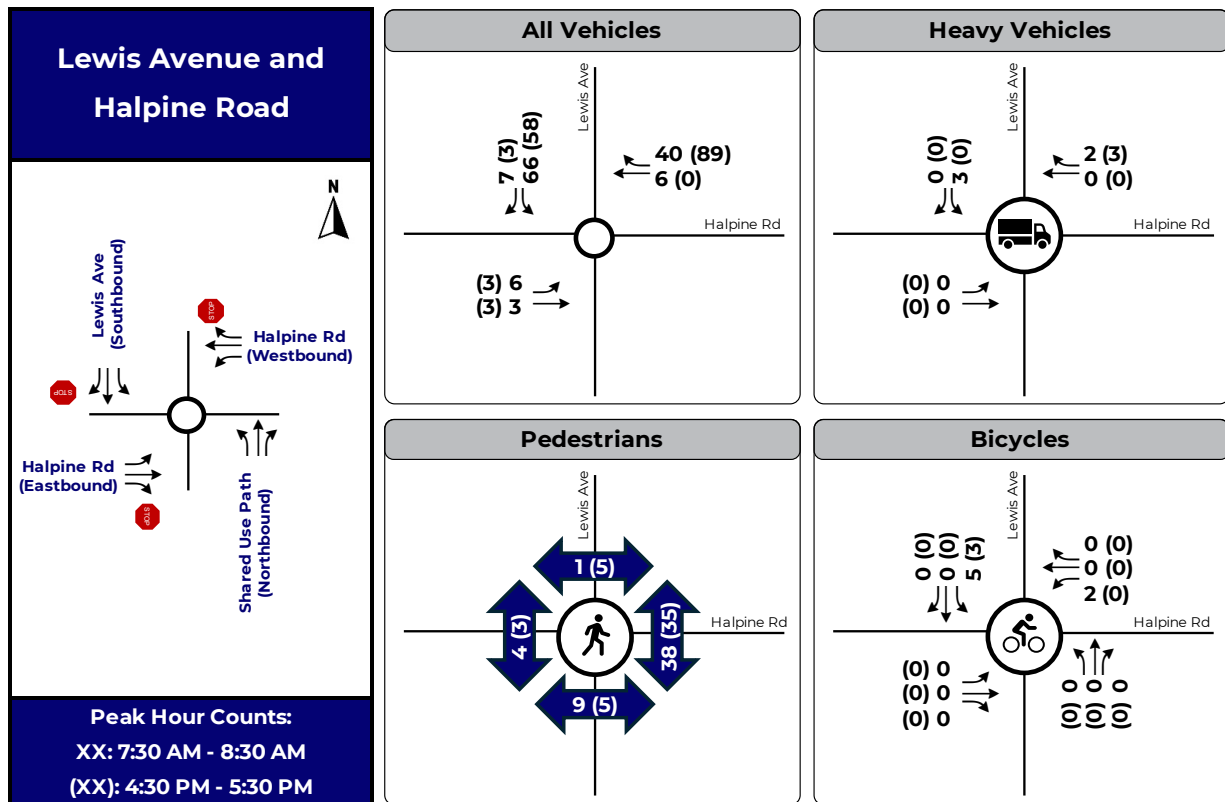 Lewis Avenue and
Halpine Road
N
Lewis Ave
(Southbound)
STOP
Halpine Rd
(Westbound)
STOP
Halpine Rd
(Eastbound)
STOP
Shared Use Path
(Northbound)
Peak Hour Counts:
XX: 7:30 AM - 8:30 AM
(XX): 4:30 PM - 5:30 PM
All Vehicles
Lewis Ave
7 (3)
66 (58)
40 (89)
6 (0)
Halpine Rd
(3) 6
(3) 3
Heavy Vehicles
Lewis Ave
0 (0)
3 (0)
2 (3)
0 (0)
Halpine Rd
(0) 0
(0) 0
Pedestrians
Lewis Ave
1 (5)
4 (3)
38 (35)
Halpine Rd
9 (5)
Bicycles
Lewis Ave
0 (0)
0 (0)
5 (3)
0 (0)
0 (0)
2 (0)
Halpine Rd
(0) 0
(0) 0
(0) 0
(0) 0
(0) 0
(0) 0